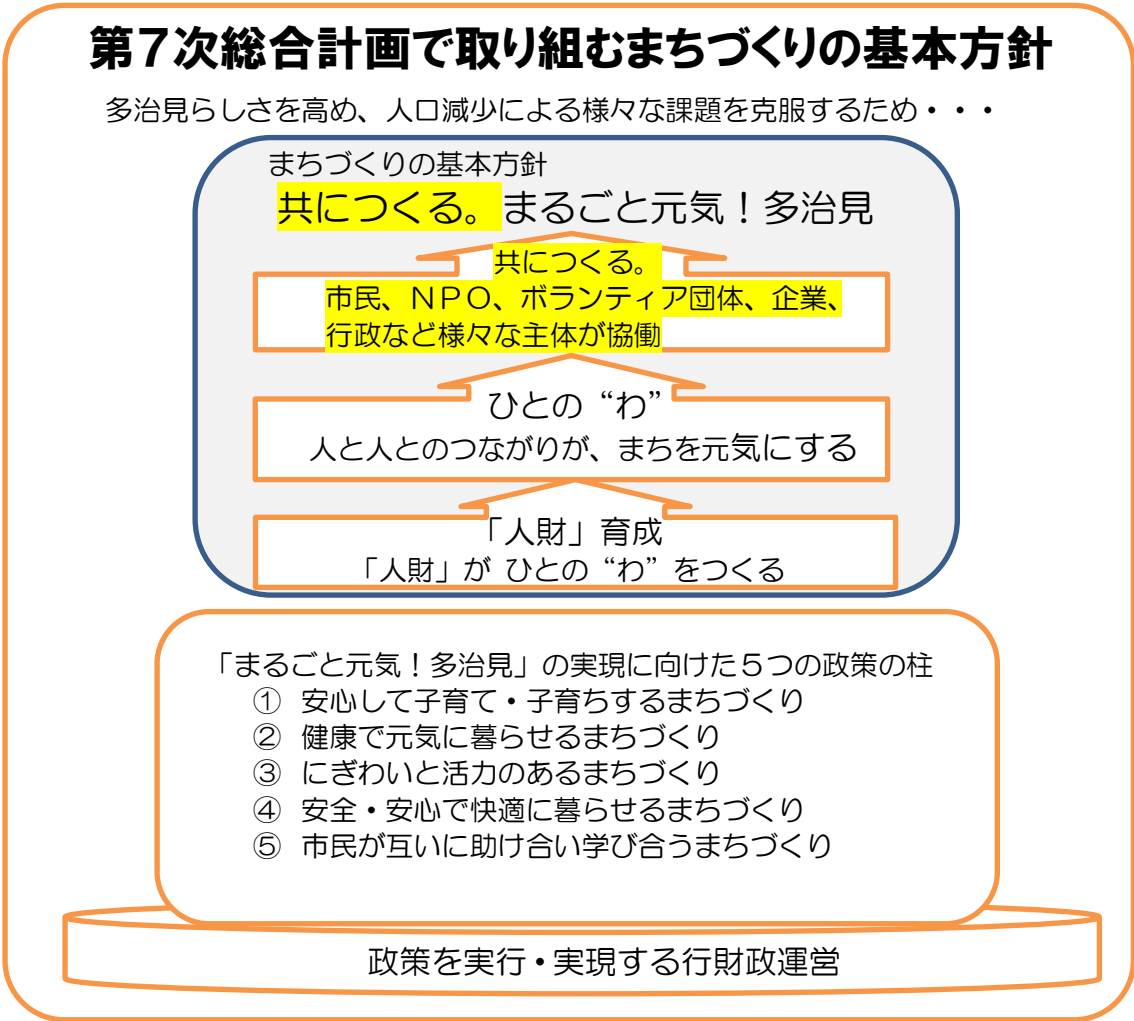 第７次総合計画で取り組むまちづくりの基本方針
多治見らしさを高め、人口減少による様々な課題を克服するため・・・
まちづくりの基本方針
共につくる。まるごと元気！多治見
共につくる。
市民、ＮＰＯ、ボランティア団体、企業、
行政など様々な主体が協働
ひとの“わ”
人と人とのつながりが、まちを元気にする
「人財」育成
「人財」が ひとの“わ”をつくる
「まるごと元気！多治見」の実現に向けた５つの政策の柱
① 安心して子育て・子育ちするまちづくり
② 健康で元気に暮らせるまちづくり
③ にぎわいと活力のあるまちづくり
④ 安全・安心で快適に暮らせるまちづくり
⑤ 市民が互いに助け合い学び合うまちづくり
政策を実行・実現する行財政運営